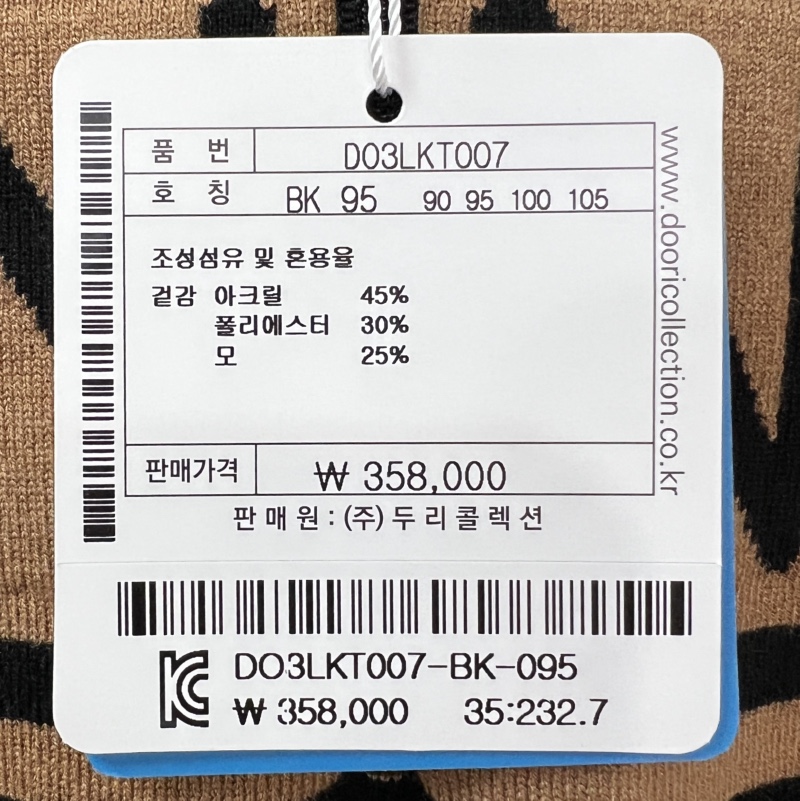 품 번 DO3LKT007
호 칭 BK 95 90 95 100 105
조성섬유 및 혼용율
겉감 아크릴 45%
폴리에스터 30%
모 25%
판매가격 ₩ 358,000
판매원 : (주)두리콜렉션
www.dooricollection.co.kr
DO3LKT007-BK-095
₩ 358,000 35:232.7